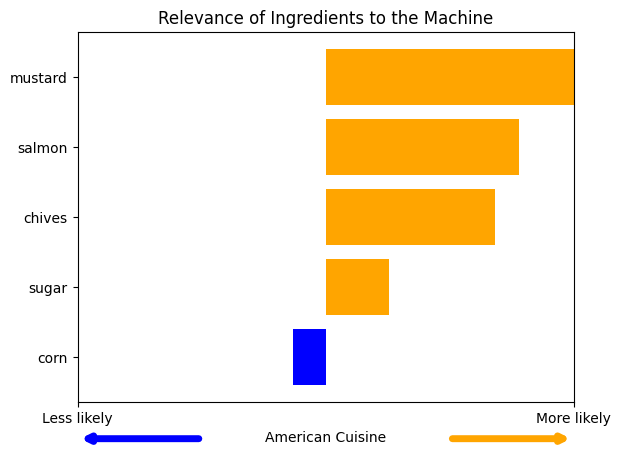 Relevance of Ingredients to the Machine
mustard
salmon
chives
sugar
corn
Less likely
More likely
American Cuisine